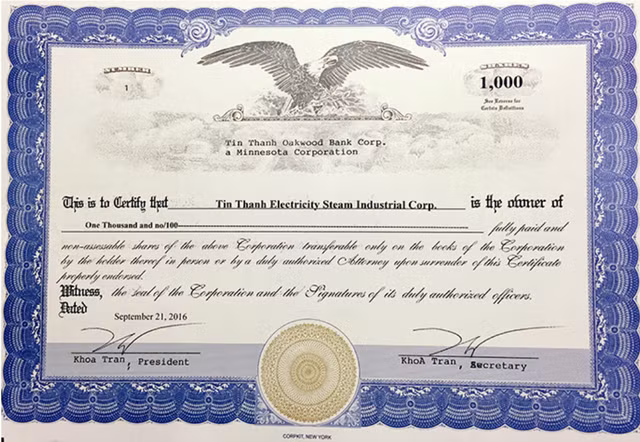 NUMBER
1
SHARES
1,000
See Reverse for
Certain Definitions
Tin Thanh Oakwood Bank Corp.
a Minnesota Corporation
This is to Certify that Tin Thanh Electricity Steam Industrial Corp. is the owner of
One Thousand and no/100 fully paid and
non-assessable shares of the above Corporation transferable only on the books of the Corporation
by the holder thereof in person or by a duly authorized Attorney upon surrender of this Certificate
properly endorsed.
Witness, the seal of the Corporation and the Signatures of its duly authorized officers.
Dated
September 21, 2016
Khoa Tran, President
KhoA Tran, Secretary
CORPKIT, NEW YORK